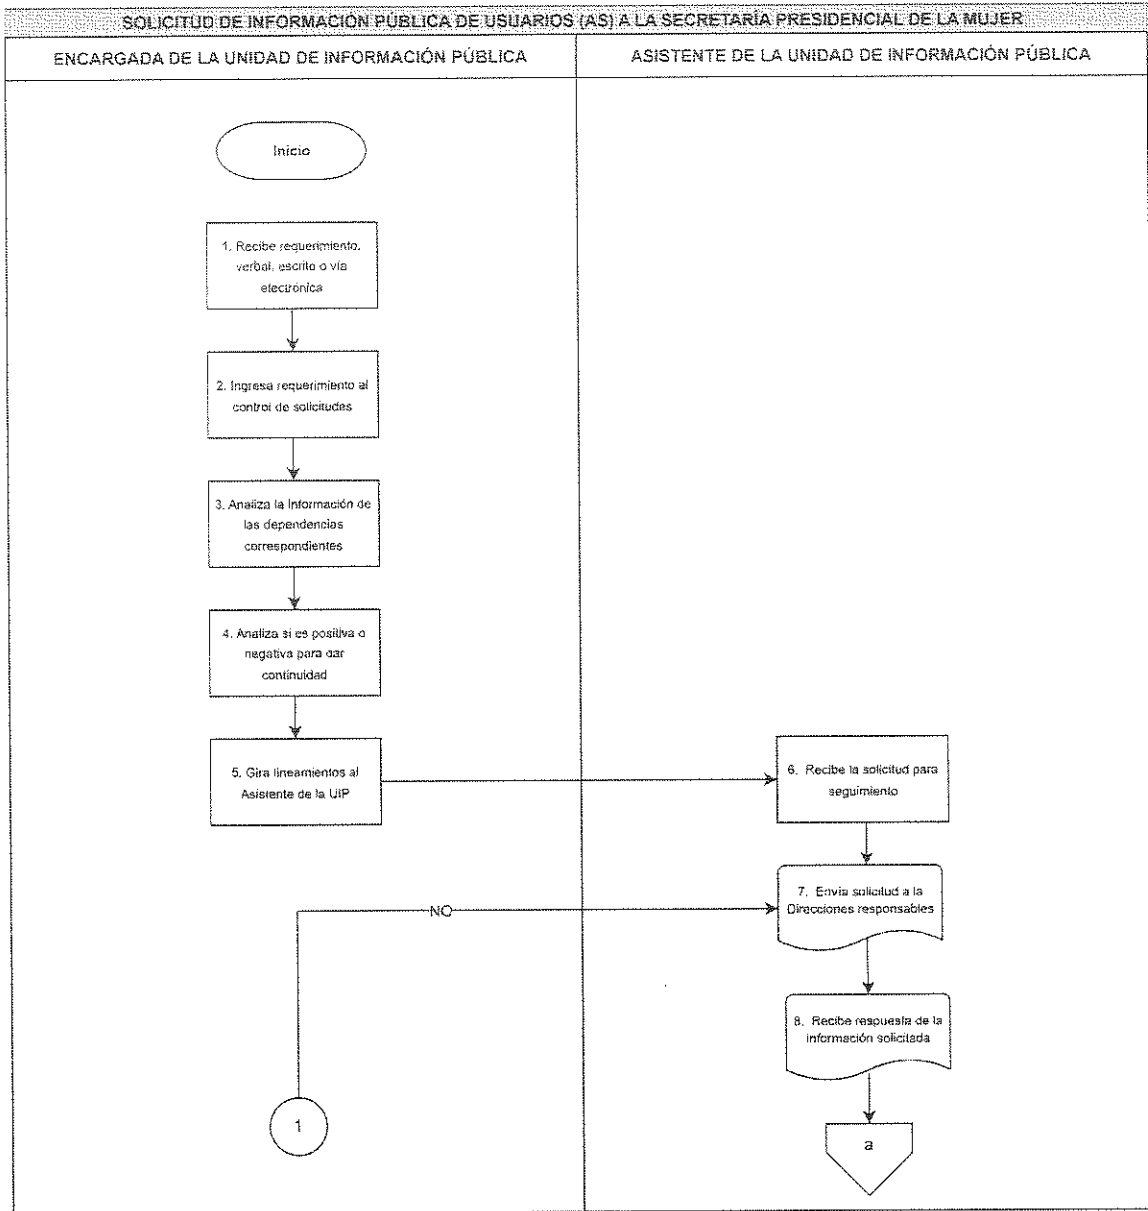 SOLICITUD DE INFORMACIÓN PÚBLICA DE USUARIOS (AS) A LA SECRETARÍA PRESIDENCIAL DE LA MUJER
ENCARGADA DE LA UNIDAD DE INFORMACIÓN PÚBLICA
ASISTENTE DE LA UNIDAD DE INFORMACIÓN PÚBLICA
Inicio
1. Recibe requerimiento,
verbal, escrito o vía
electrónica
2. Ingresa requerimiento al
control de solicitudes
3. Analiza la Información de
las dependencias
correspondientes
4. Analiza si es positiva o
negativa para dar
continuidad
5. Gira lineamientos al
Asistente de la UIP
6. Recibe la solicitud para
seguimiento
7. Envía solicitud a la
Direcciones responsables
NO
8. Recibe respuesta de la
información solicitada
1
a